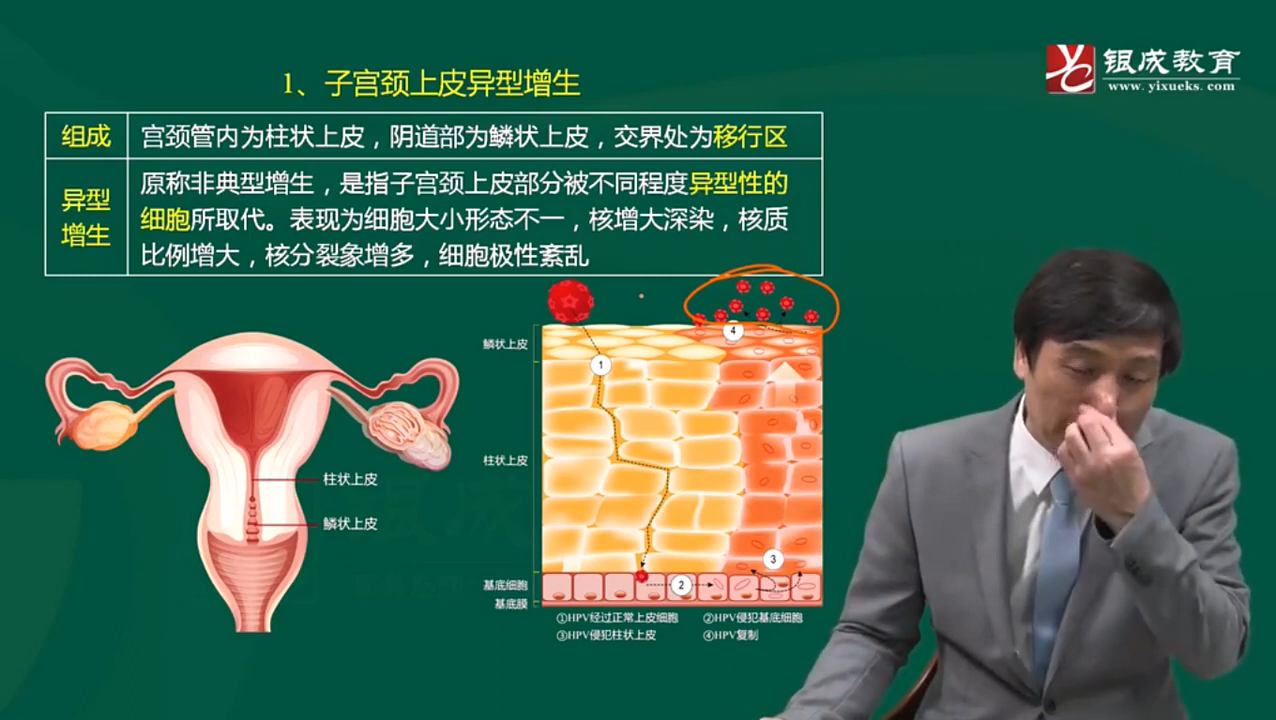 1、子宫颈上皮异型增生
银成教育
www.yixueks.com
组成
宫颈管内为柱状上皮，阴道部为鳞状上皮，交界处为移行区
异型
增生
原称非典型增生，是指子宫颈上皮部分被不同程度异型性的
细胞所取代。表现为细胞大小形态不一，核增大深染，核质
比例增大，核分裂象增多，细胞极性紊乱
柱状上皮
鳞状上皮
鳞状上皮
柱状上皮
基底细胞
基底膜
4
1
3
2
①HPV经过正常上皮细胞
②HPV侵犯基底细胞
③HPV侵犯柱状上皮
④HPV复制